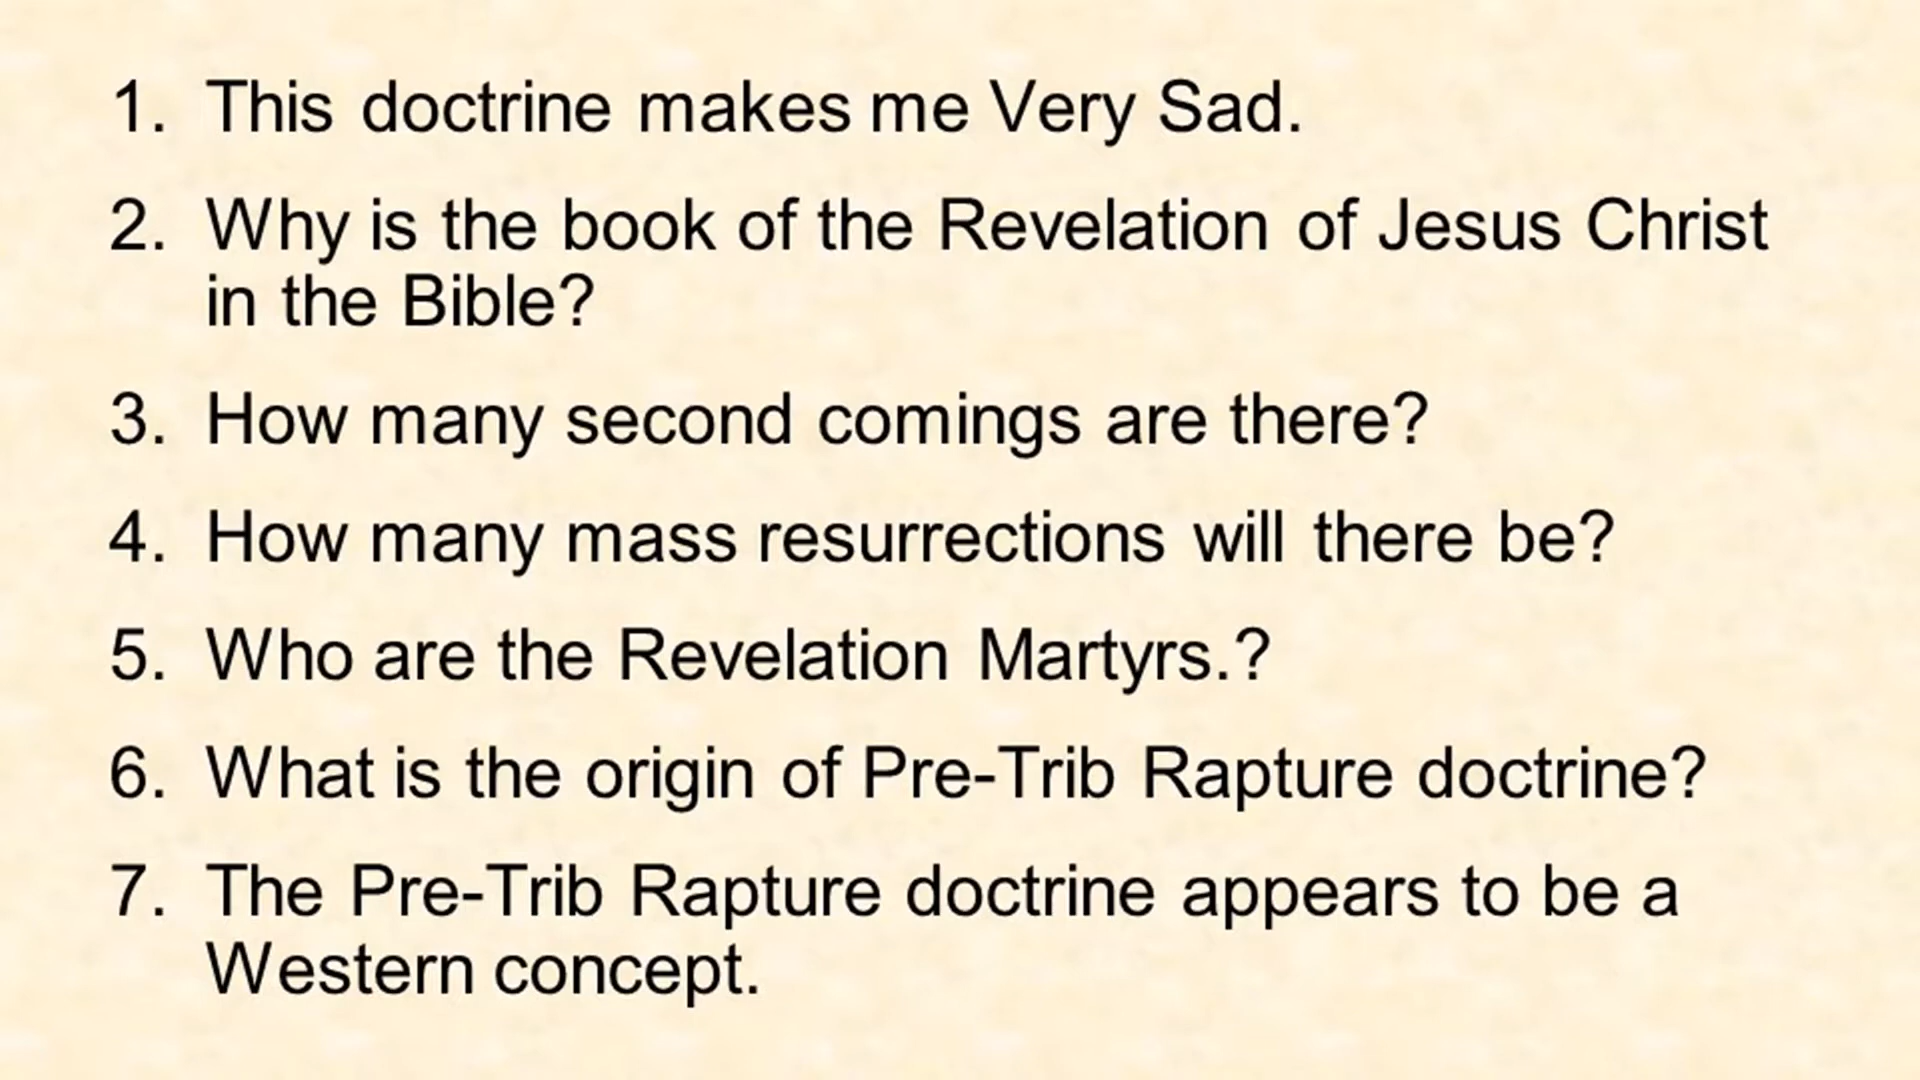 1. This doctrine makes me Very Sad.
2. Why is the book of the Revelation of Jesus Christ
in the Bible?
3. How many second comings are there?
4. How many mass resurrections will there be?
5. Who are the Revelation Martyrs.?
6. What is the origin of Pre-Trib Rapture doctrine?
7. The Pre-Trib Rapture doctrine appears to be a
Western concept.